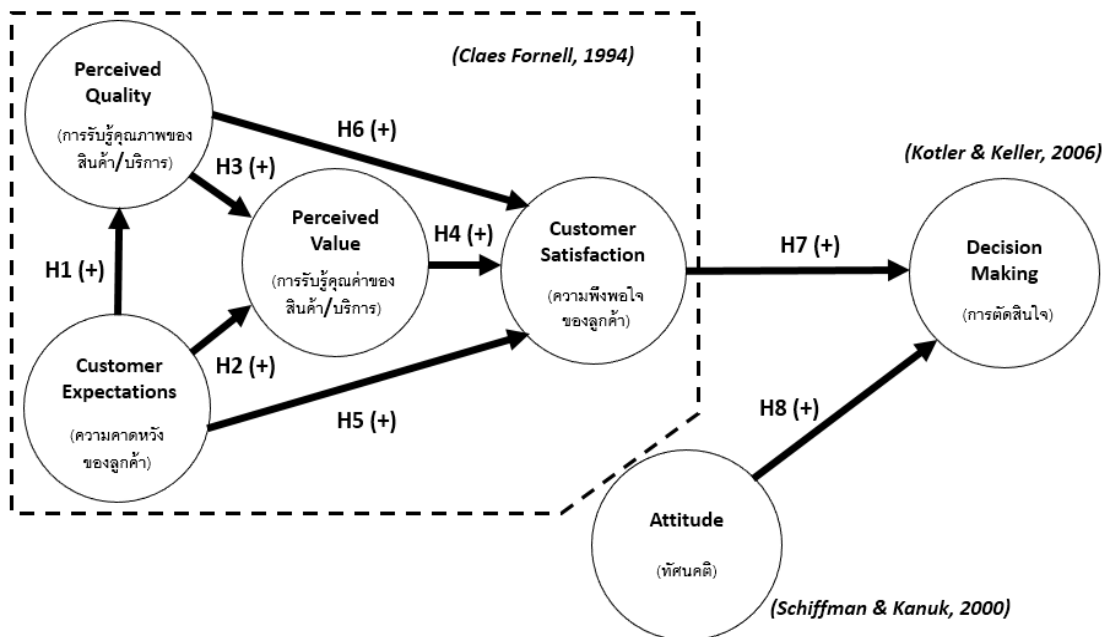 (Claes Fornell, 1994)
Perceived
Quality
(การรับรู้คุณภาพของ
สินค้า/บริการ)
H6 (+)
H3 (+)
(Kotler & Keller, 2006)
Perceived
Value
(การรับรู้คุณค่าของ
สินค้า/บริการ)
H4 (+)
Customer
Satisfaction
(ความพึงพอใจ
ของลูกค้า)
H7 (+)
Decision
Making
(การตัดสินใจ)
H1 (+)
H2 (+)
Customer
Expectations
(ความคาดหวัง
ของลูกค้า)
H5 (+)
H8 (+)
Attitude
(ทัศนคติ)
(Schiffman & Kanuk, 2000)